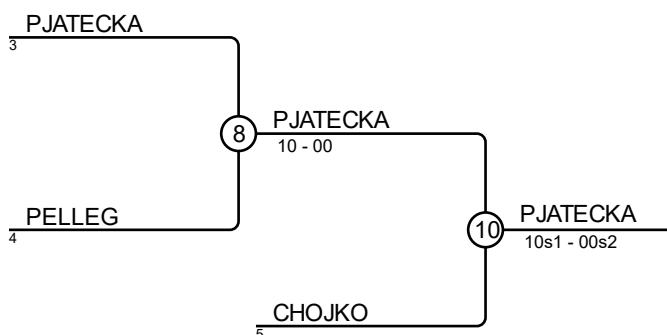 PJATECKA
3
8
PJATECKA
10 - 00
PELLEG
4
10
PJATECKA
10s1 - 00s2
CHOJKO
5